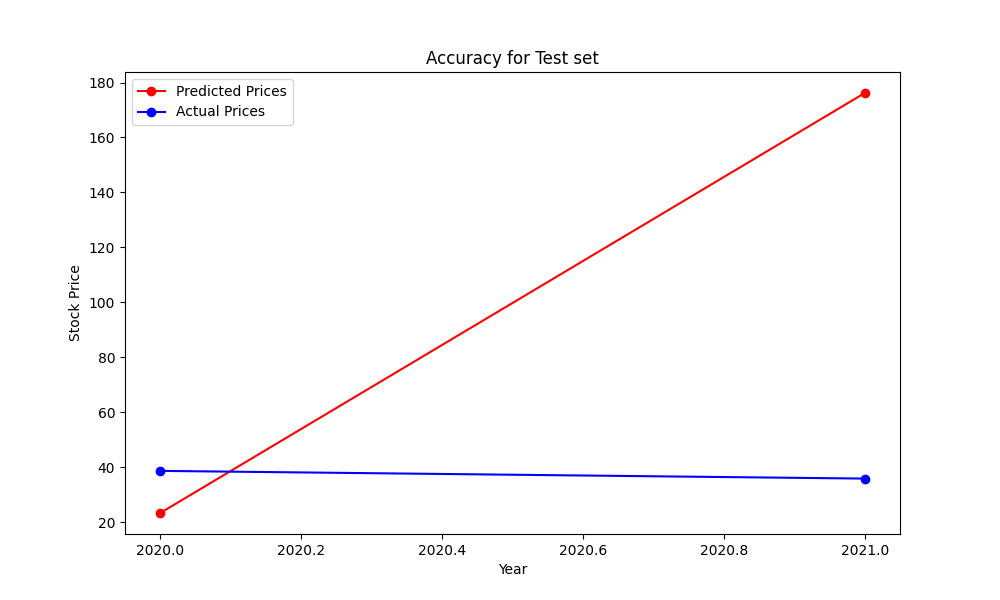 Accuracy for Test set
Predicted Prices
Actual Prices
180
160
140
120
100
80
60
40
20
Stock Price
2020.0 2020.2 2020.4 2020.6 2020.8 2021.0
Year